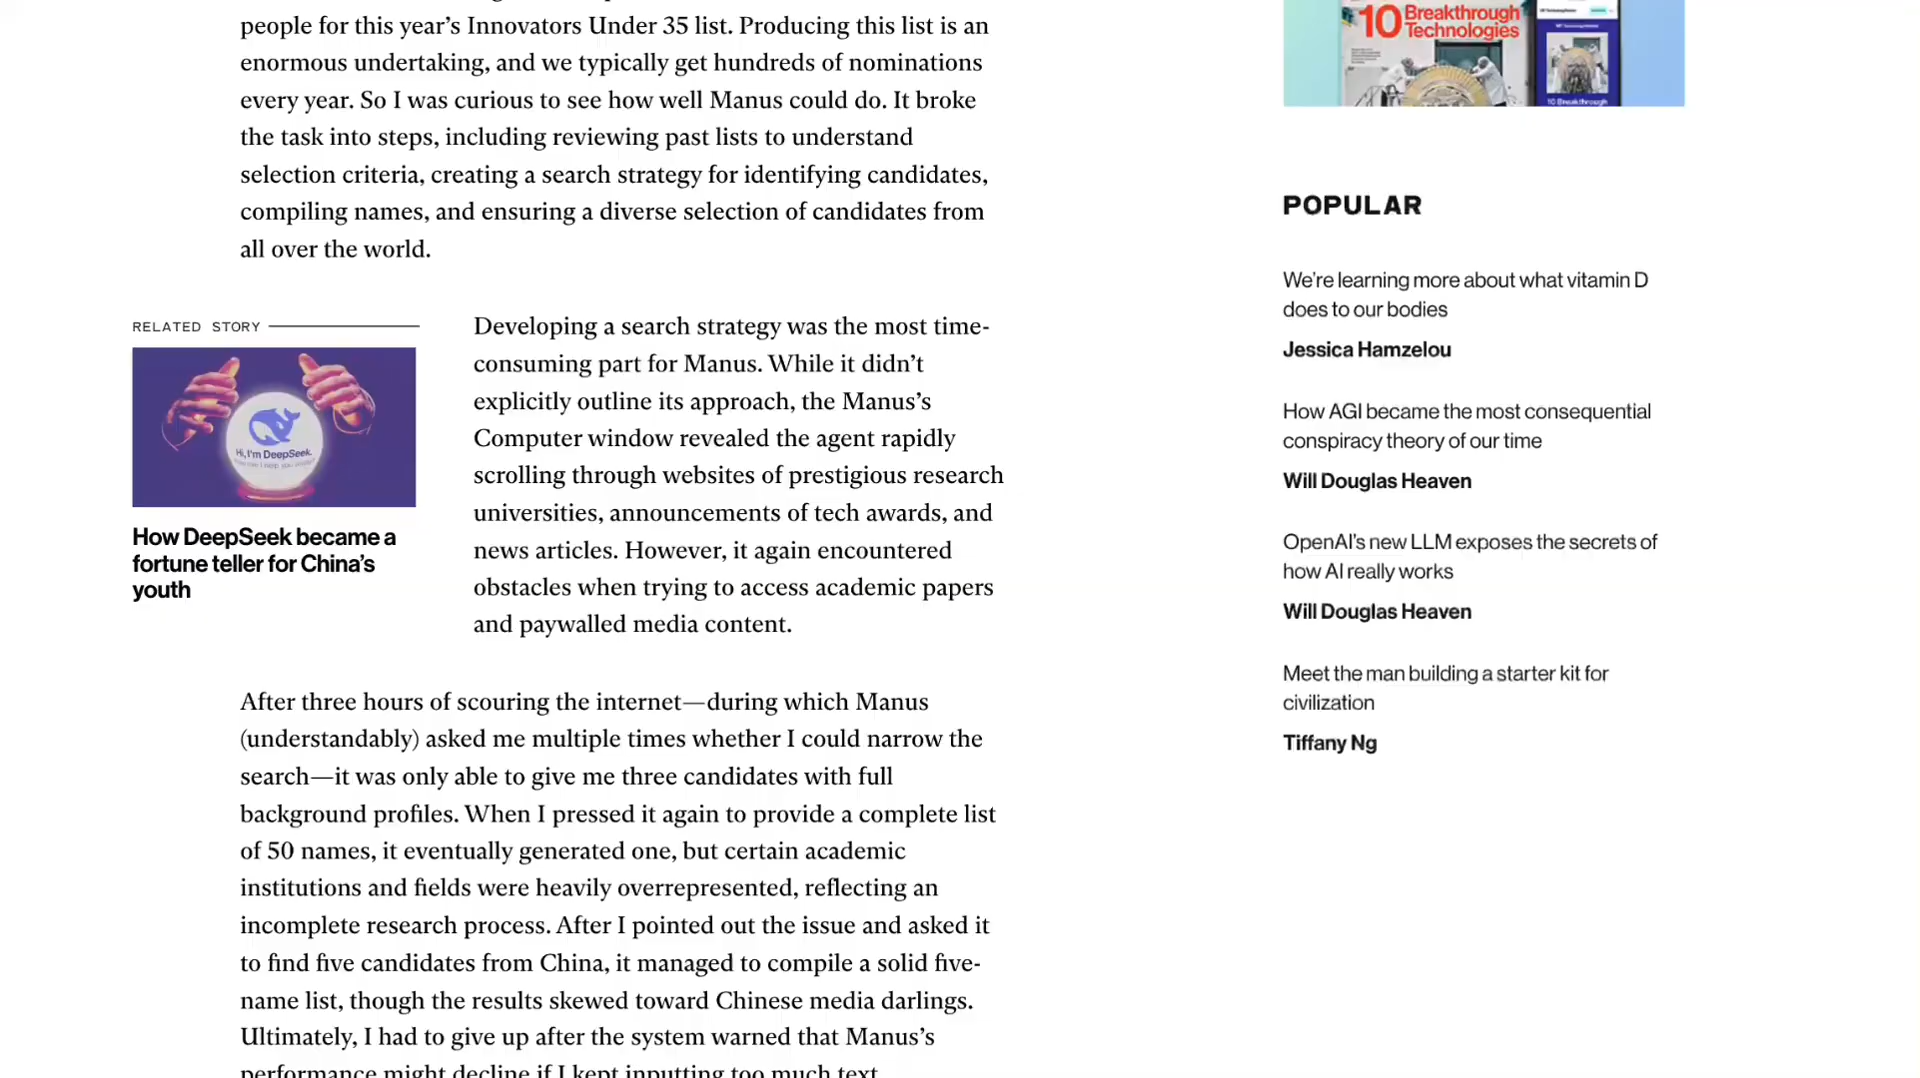 people for this year’s Innovators Under 35 list. Producing this list is an
enormous undertaking, and we typically get hundreds of nominations
every year. So I was curious to see how well Manus could do. It broke
the task into steps, including reviewing past lists to understand
selection criteria, creating a search strategy for identifying candidates,
compiling names, and ensuring a diverse selection of candidates from
all over the world.
RELATED STORY
Hi, I'm DeepSeek.
How DeepSeek became a
fortune teller for China’s
youth
Developing a search strategy was the most time-
consuming part for Manus. While it didn’t
explicitly outline its approach, the Manus’s
Computer window revealed the agent rapidly
scrolling through websites of prestigious research
universities, announcements of tech awards, and
news articles. However, it again encountered
obstacles when trying to access academic papers
and paywalled media content.
After three hours of scouring the internet—during which Manus
(understandably) asked me multiple times whether I could narrow the
search—it was only able to give me three candidates with full
background profiles. When I pressed it again to provide a complete list
of 50 names, it eventually generated one, but certain academic
institutions and fields were heavily overrepresented, reflecting an
incomplete research process. After I pointed out the issue and asked it
to find five candidates from China, it managed to compile a solid five-
name list, though the results skewed toward Chinese media darlings.
Ultimately, I had to give up after the system warned that Manus’s
performance might decline if I kept inputting too much text.
10 Breakthrough
Technologies
10 Breakthrough
POPULAR
We’re learning more about what vitamin D
does to our bodies
Jessica Hamzelou
How AGI became the most consequential
conspiracy theory of our time
Will Douglas Heaven
OpenAI’s new LLM exposes the secrets of
how AI really works
Will Douglas Heaven
Meet the man building a starter kit for
civilization
Tiffany Ng